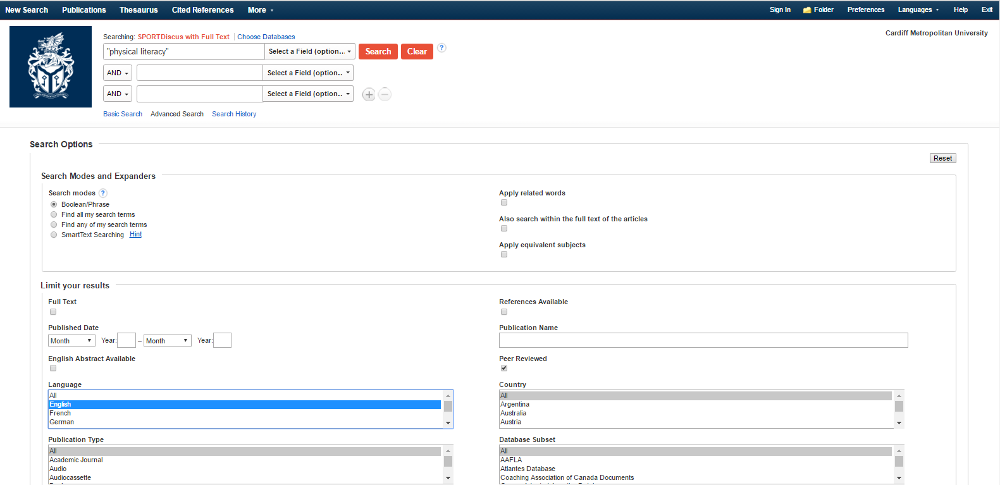 New Search Publications Thesaurus Cited References More Sign In Folder Preferences Languages Help Exit
Cardiff Metropolitan University
Searching: SPORTDiscus with Full Text Choose Databases
"physical literacy" Select a Field (option... Search Clear ?
AND Select a Field (option..
AND Select a Field (option..
Basic Search Advanced Search Search History
Search Options
Reset
Search Modes and Expanders
Search modes ?
Boolean/Phrase
Find all my search terms
Find any of my search terms
SmartText Searching Hint
Apply related words
Also search within the full text of the articles
Apply equivalent subjects
Limit your results
Full Text
References Available
Published Date
Month Year: – Month Year:
Publication Name
English Abstract Available
Peer Reviewed
Language
All
English
French
German
Country
All
Argentina
Australia
Austria
Publication Type
All
Academic Journal
Audio
Audiocassette
Database Subset
All
AAFLA
Atlantes Database
Coaching Association of Canada Documents